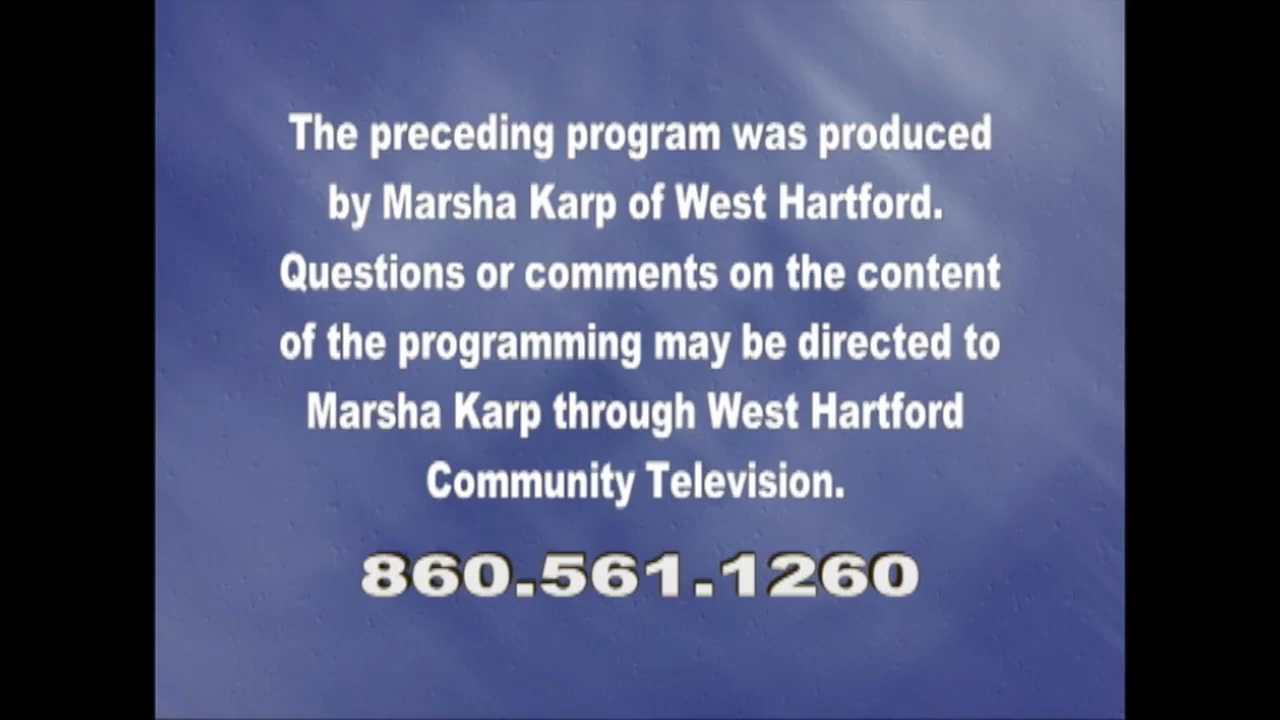 The preceding program was produced
by Marsha Karp of West Hartford.
Questions or comments on the content
of the programming may be directed to
Marsha Karp through West Hartford
Community Television.
860.561.1260